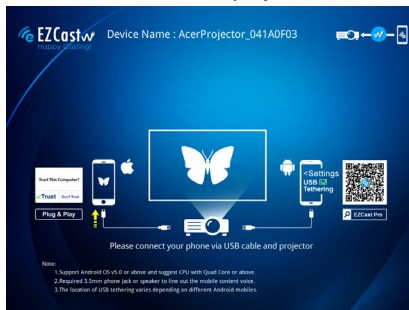 EZCast
Happy Casting!
Device Name : AcerProjector_041A0F03
Trust This Computer?
Trust Don't Trust
Plug & Play
<Settings
USB
Tethering
EZCast Pro
Please connect your phone via USB cable and projector
Note:
1.Support Android OS v5.0 or above and suggest CPU with Quad Core or above.
2.Required 3.5mm phone jack or speaker to line out the mobile content voice.
3.The location of USB tethering varies depending on different Android mobiles.